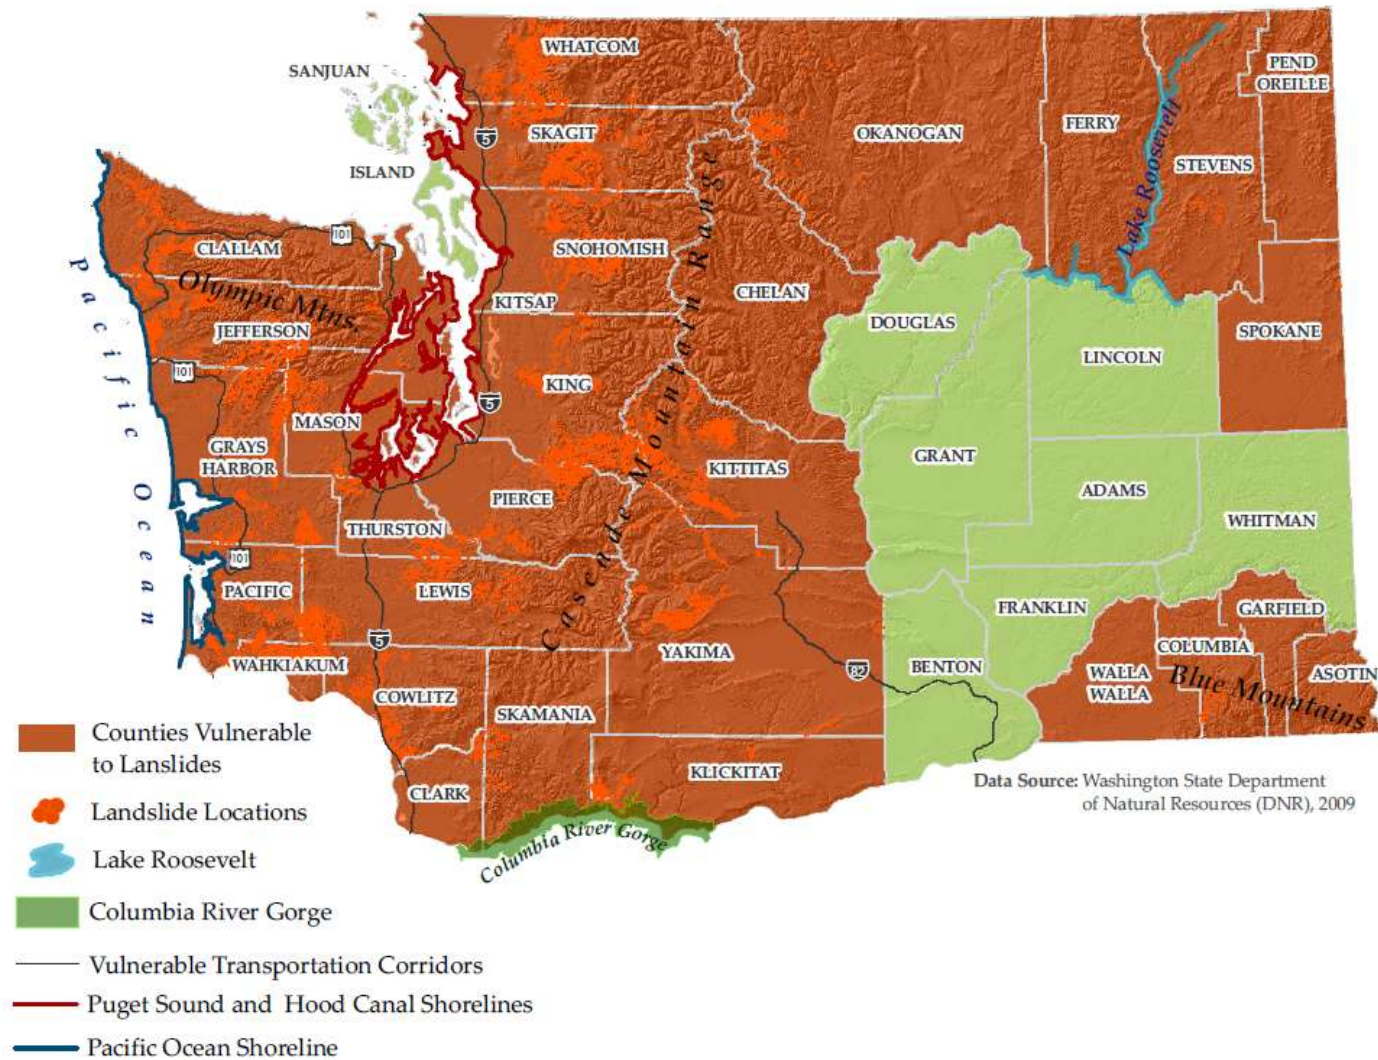 WHATCOM
SANJUAN
PEND
OREILLE
SKAGIT
5
OKANOGAN
FERRY
STEVENS
ISLAND
Lake Roosevelt
CLALLAM
101
SNOHOMISH
Olympic Mtns.
KITSAP
CHELAN
JEFFERSON
DOUGLAS
SPOKANE
LINCOLN
101
KING
5
MASON
Pacific Ocean
GRAYS
HARBOR
Cascade Mountain Range
KITTITAS
GRANT
ADAMS
PIERCE
WHITMAN
THURSTON
101
PACIFIC
LEWIS
FRANKLIN
GARFIELD
5
COLUMBIA
WAHKIAKUM
YAKIMA
82
BENTON
WALLA
WALLA
ASOTIN
Blue Mountains
COWLITZ
SKAMANIA
KLICKITAT
CLARK
Columbia River Gorge
Data Source: Washington State Department
of Natural Resources (DNR), 2009
Counties Vulnerable
to Lanslides
Landslide Locations
Lake Roosevelt
Columbia River Gorge
Vulnerable Transportation Corridors
Puget Sound and Hood Canal Shorelines
Pacific Ocean Shoreline